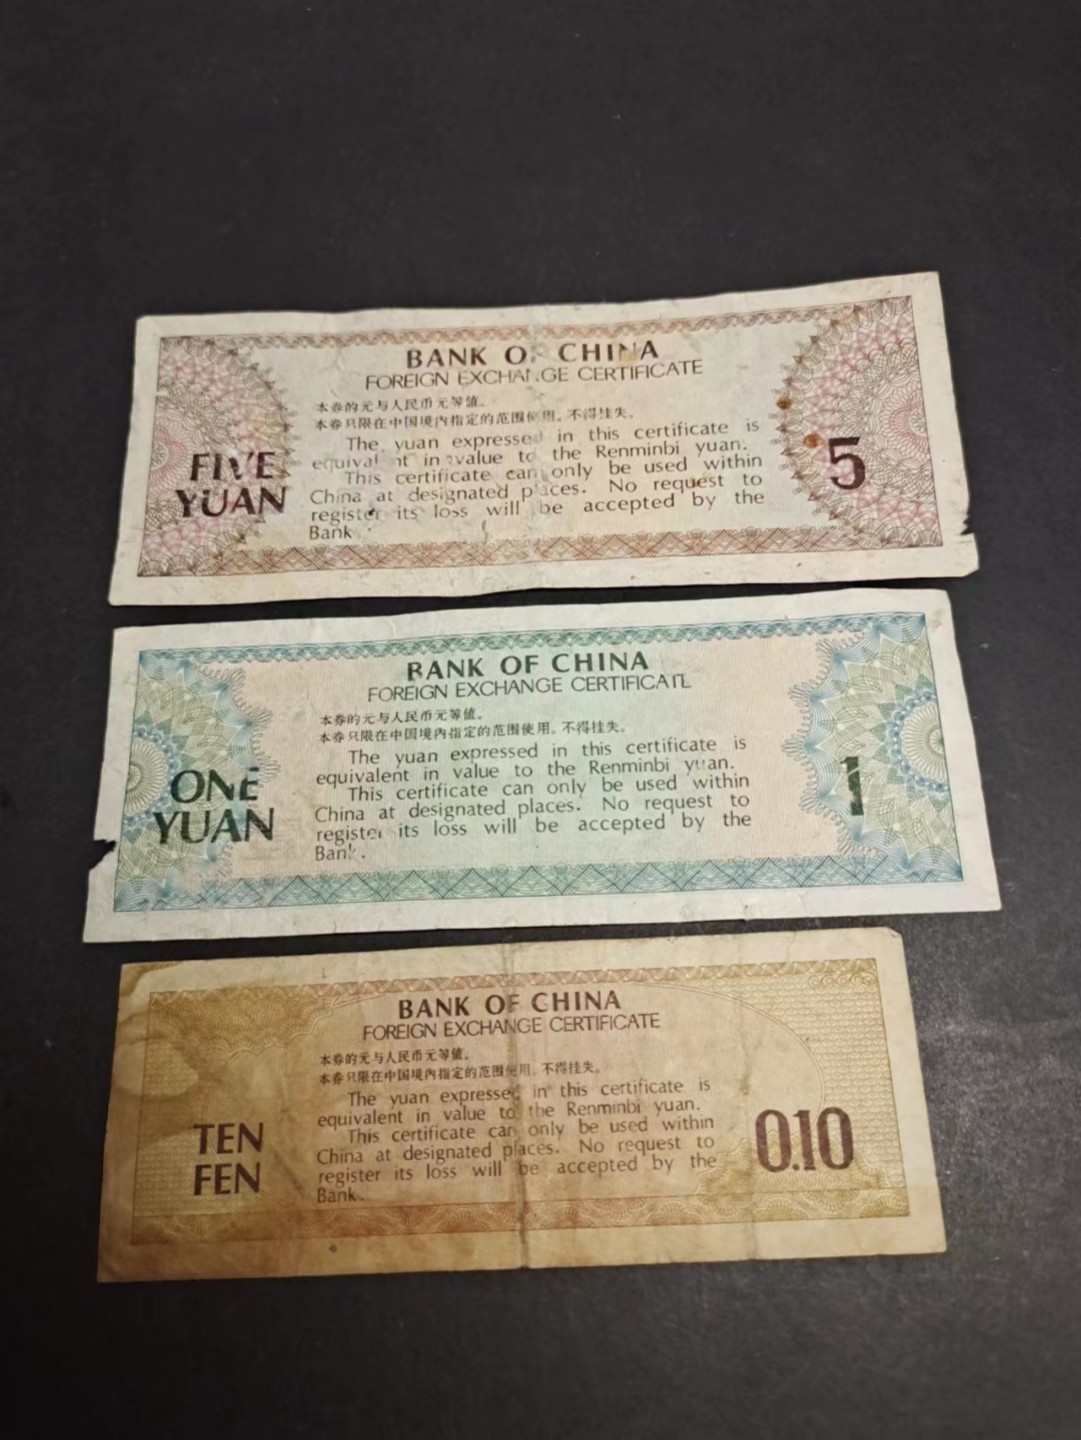 BANK OF CHINA
FOREIGN EXCHANGE CERTIFICATE
本券的元与人民币元等值。
本券只限在中国境内指定的范围使用。不得挂失。
The yuan expressed in this certificate is
equivalent in value to the Renminbi yuan.
This certificate can only be used within
China at designated places. No request to
register its loss will be accepted by the
Bank
FIVE
YUAN
5
BANK OF CHINA
FOREIGN EXCHANGE CERTIFICATE
本券的元与人民币元等值。
本券只限在中国境内指定的范围使用。不得挂失。
The yuan expressed in this certificate is
equivalent in value to the Renminbi yuan.
This certificate can only be used within
China at designated places. No request to
register its loss will be accepted by the
Bank.
ONE
YUAN
1
BANK OF CHINA
FOREIGN EXCHANGE CERTIFICATE
本券的元与人民币元等值。
本券只限在中国境内指定的范围使用。不得挂失。
The yuan expressed in this certificate is
equivalent in value to the Renminbi yuan.
This certificate can only be used within
China at designated places. No request to
register its loss will be accepted by the
Bank.
TEN
FEN
0.10